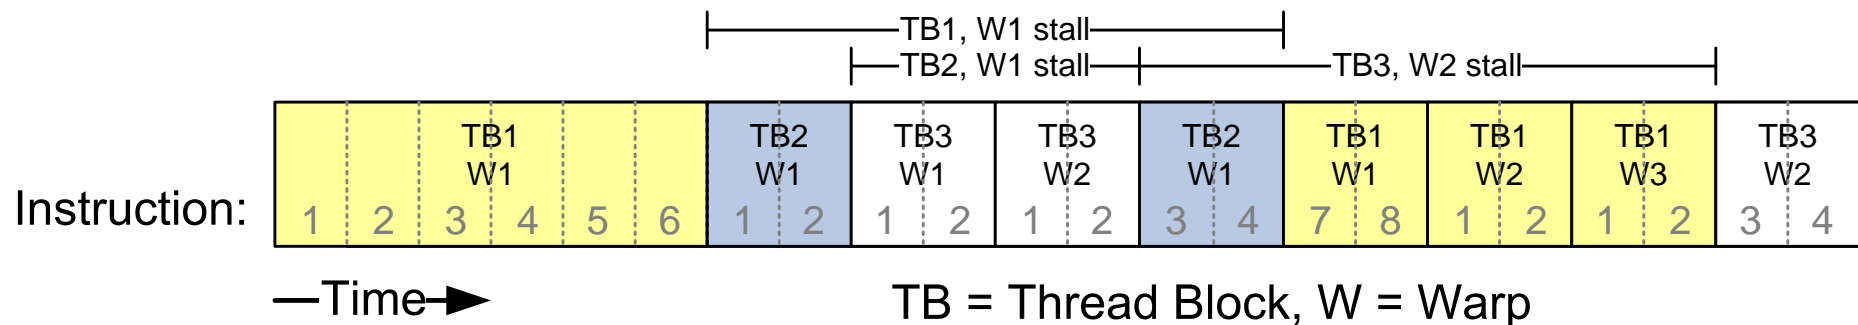 TB1, W1 stall
TB2, W1 stall TB3, W2 stall
TB1 TB2 TB3 TB3 TB2 TB1 TB1 TB1 TB3
W1 W1 W1 W2 W1 W1 W2 W3 W2
Instruction: 1 2 3 4 5 6 1 2 1 2 1 2 3 4 7 8 1 2 1 2 3 4
Time
TB = Thread Block, W = Warp